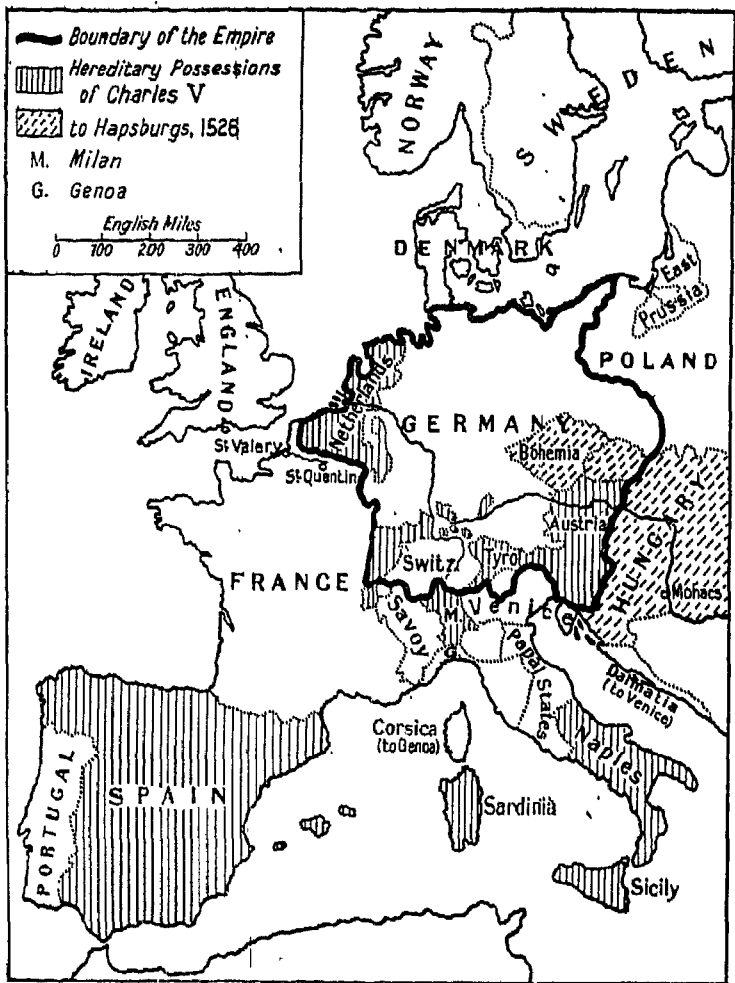 Boundary of the Empire
Hereditary Possessions
of Charles V
to Hapsburgs, 1526
M. Milan
G. Genoa
English Miles
0 100 200 300 400
NORWAY
SWEDEN
DENMARK
East
Prussia
IRELAND
ENGLAND
POLAND
Netherlands
GERMANY
St Valery
St Quentin
Bohemia
Austria
HUNGARY
Switz.
Tyrol
FRANCE
Mohacs
Savoy
M.
Venice
G.
Papal
States
Dalmatia
(to Venice)
Corsica
(to Genoa)
Naples
PORTUGAL
SPAIN
Sardinia
Sicily